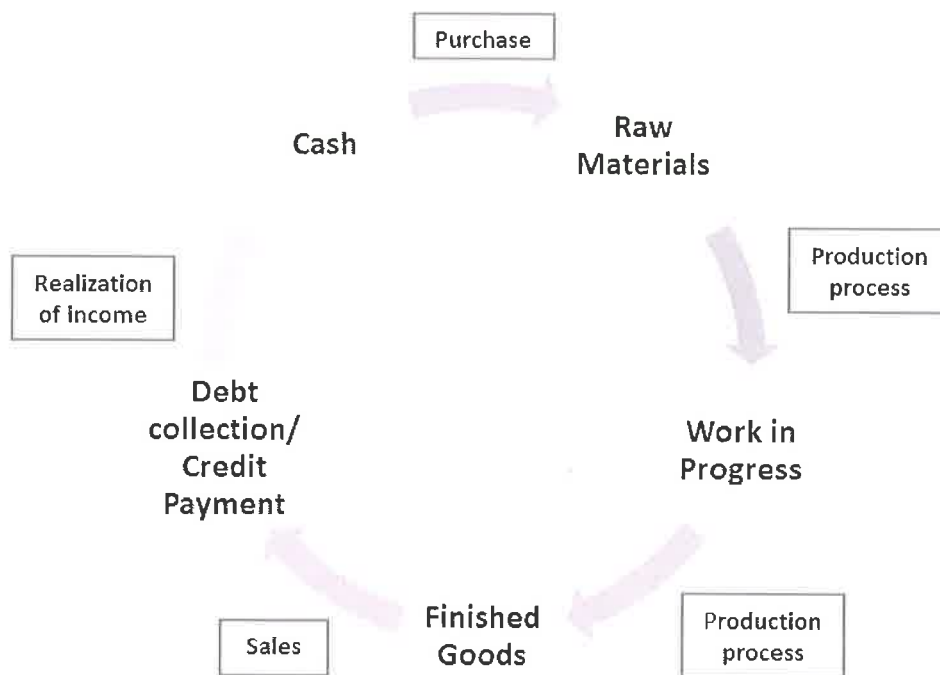 Purchase
Cash
Raw
Materials
Production
process
Work in
Progress
Production
process
Finished
Goods
Sales
Debt
collection/
Credit
Payment
Realization
of income